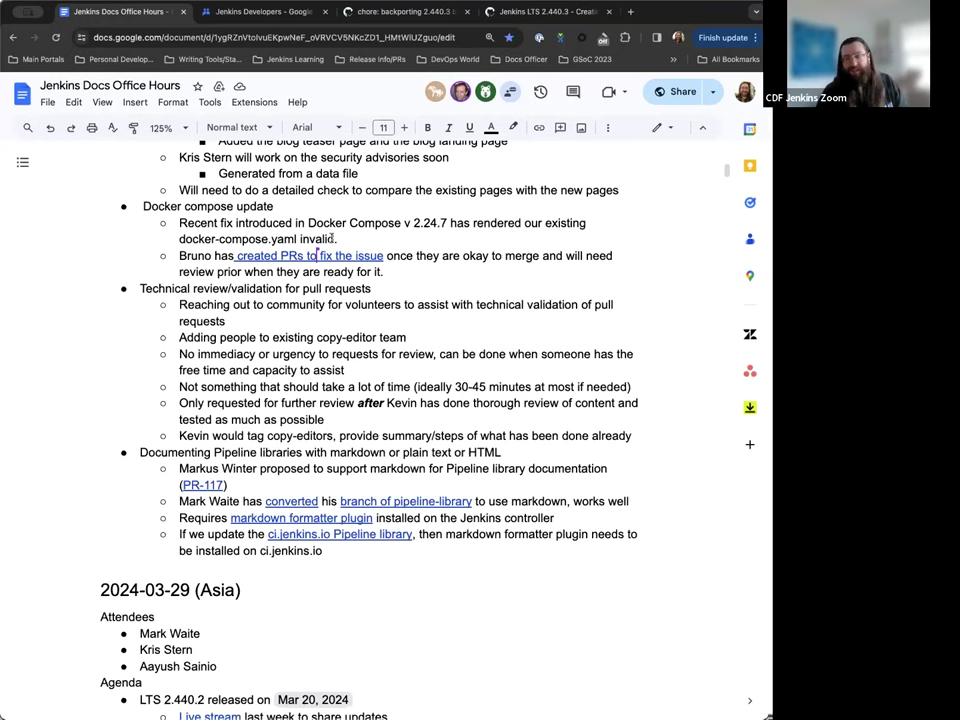 Jenkins Docs Office Hours -
Jenkins Developers - Google
chore: backporting 2.440.3
Jenkins LTS 2.440.3 - Creati
docs.google.com/document/d/1ygRZnVtoIvuEKpwNeF_oVRVCV5NKcZD1_HMtWlUZguo/edit
Finish update
Main Portals
Personal Develop...
Writing Tools/Sta...
Jenkins Learning
Release Info/PRs
DevOps World
Docs Officer
GSoC 2023
»
All Bookmarks
Jenkins Docs Office Hours
File Edit View Insert Format Tools Extensions Help
Share
125%
Normal text
Arial
11
B I U A
Added the blog teaser page and the blog landing page
Kris Stern will work on the security advisories soon
Generated from a data file
Will need to do a detailed check to compare the existing pages with the new pages
Docker compose update
Recent fix introduced in Docker Compose v 2.24.7 has rendered our existing
docker-compose.yaml invalid.
Bruno has created PRs to fix the issue once they are okay to merge and will need
review prior when they are ready for it.
Technical review/validation for pull requests
Reaching out to community for volunteers to assist with technical validation of pull
requests
Adding people to existing copy-editor team
No immediacy or urgency to requests for review, can be done when someone has the
free time and capacity to assist
Not something that should take a lot of time (ideally 30-45 minutes at most if needed)
Only requested for further review after Kevin has done thorough review of content and
tested as much as possible
Kevin would tag copy-editors, provide summary/steps of what has been done already
Documenting Pipeline libraries with markdown or plain text or HTML
Markus Winter proposed to support markdown for Pipeline library documentation
(PR-117)
Mark Waite has converted his branch of pipeline-library to use markdown, works well
Requires markdown formatter plugin installed on the Jenkins controller
If we update the ci.jenkins.io Pipeline library, then markdown formatter plugin needs to
be installed on ci.jenkins.io
2024-03-29 (Asia)
Attendees
Mark Waite
Kris Stern
Aayush Sainio
Agenda
LTS 2.440.2 released on Mar 20, 2024
Live stream last week to share updates
CDF Jenkins Zoom